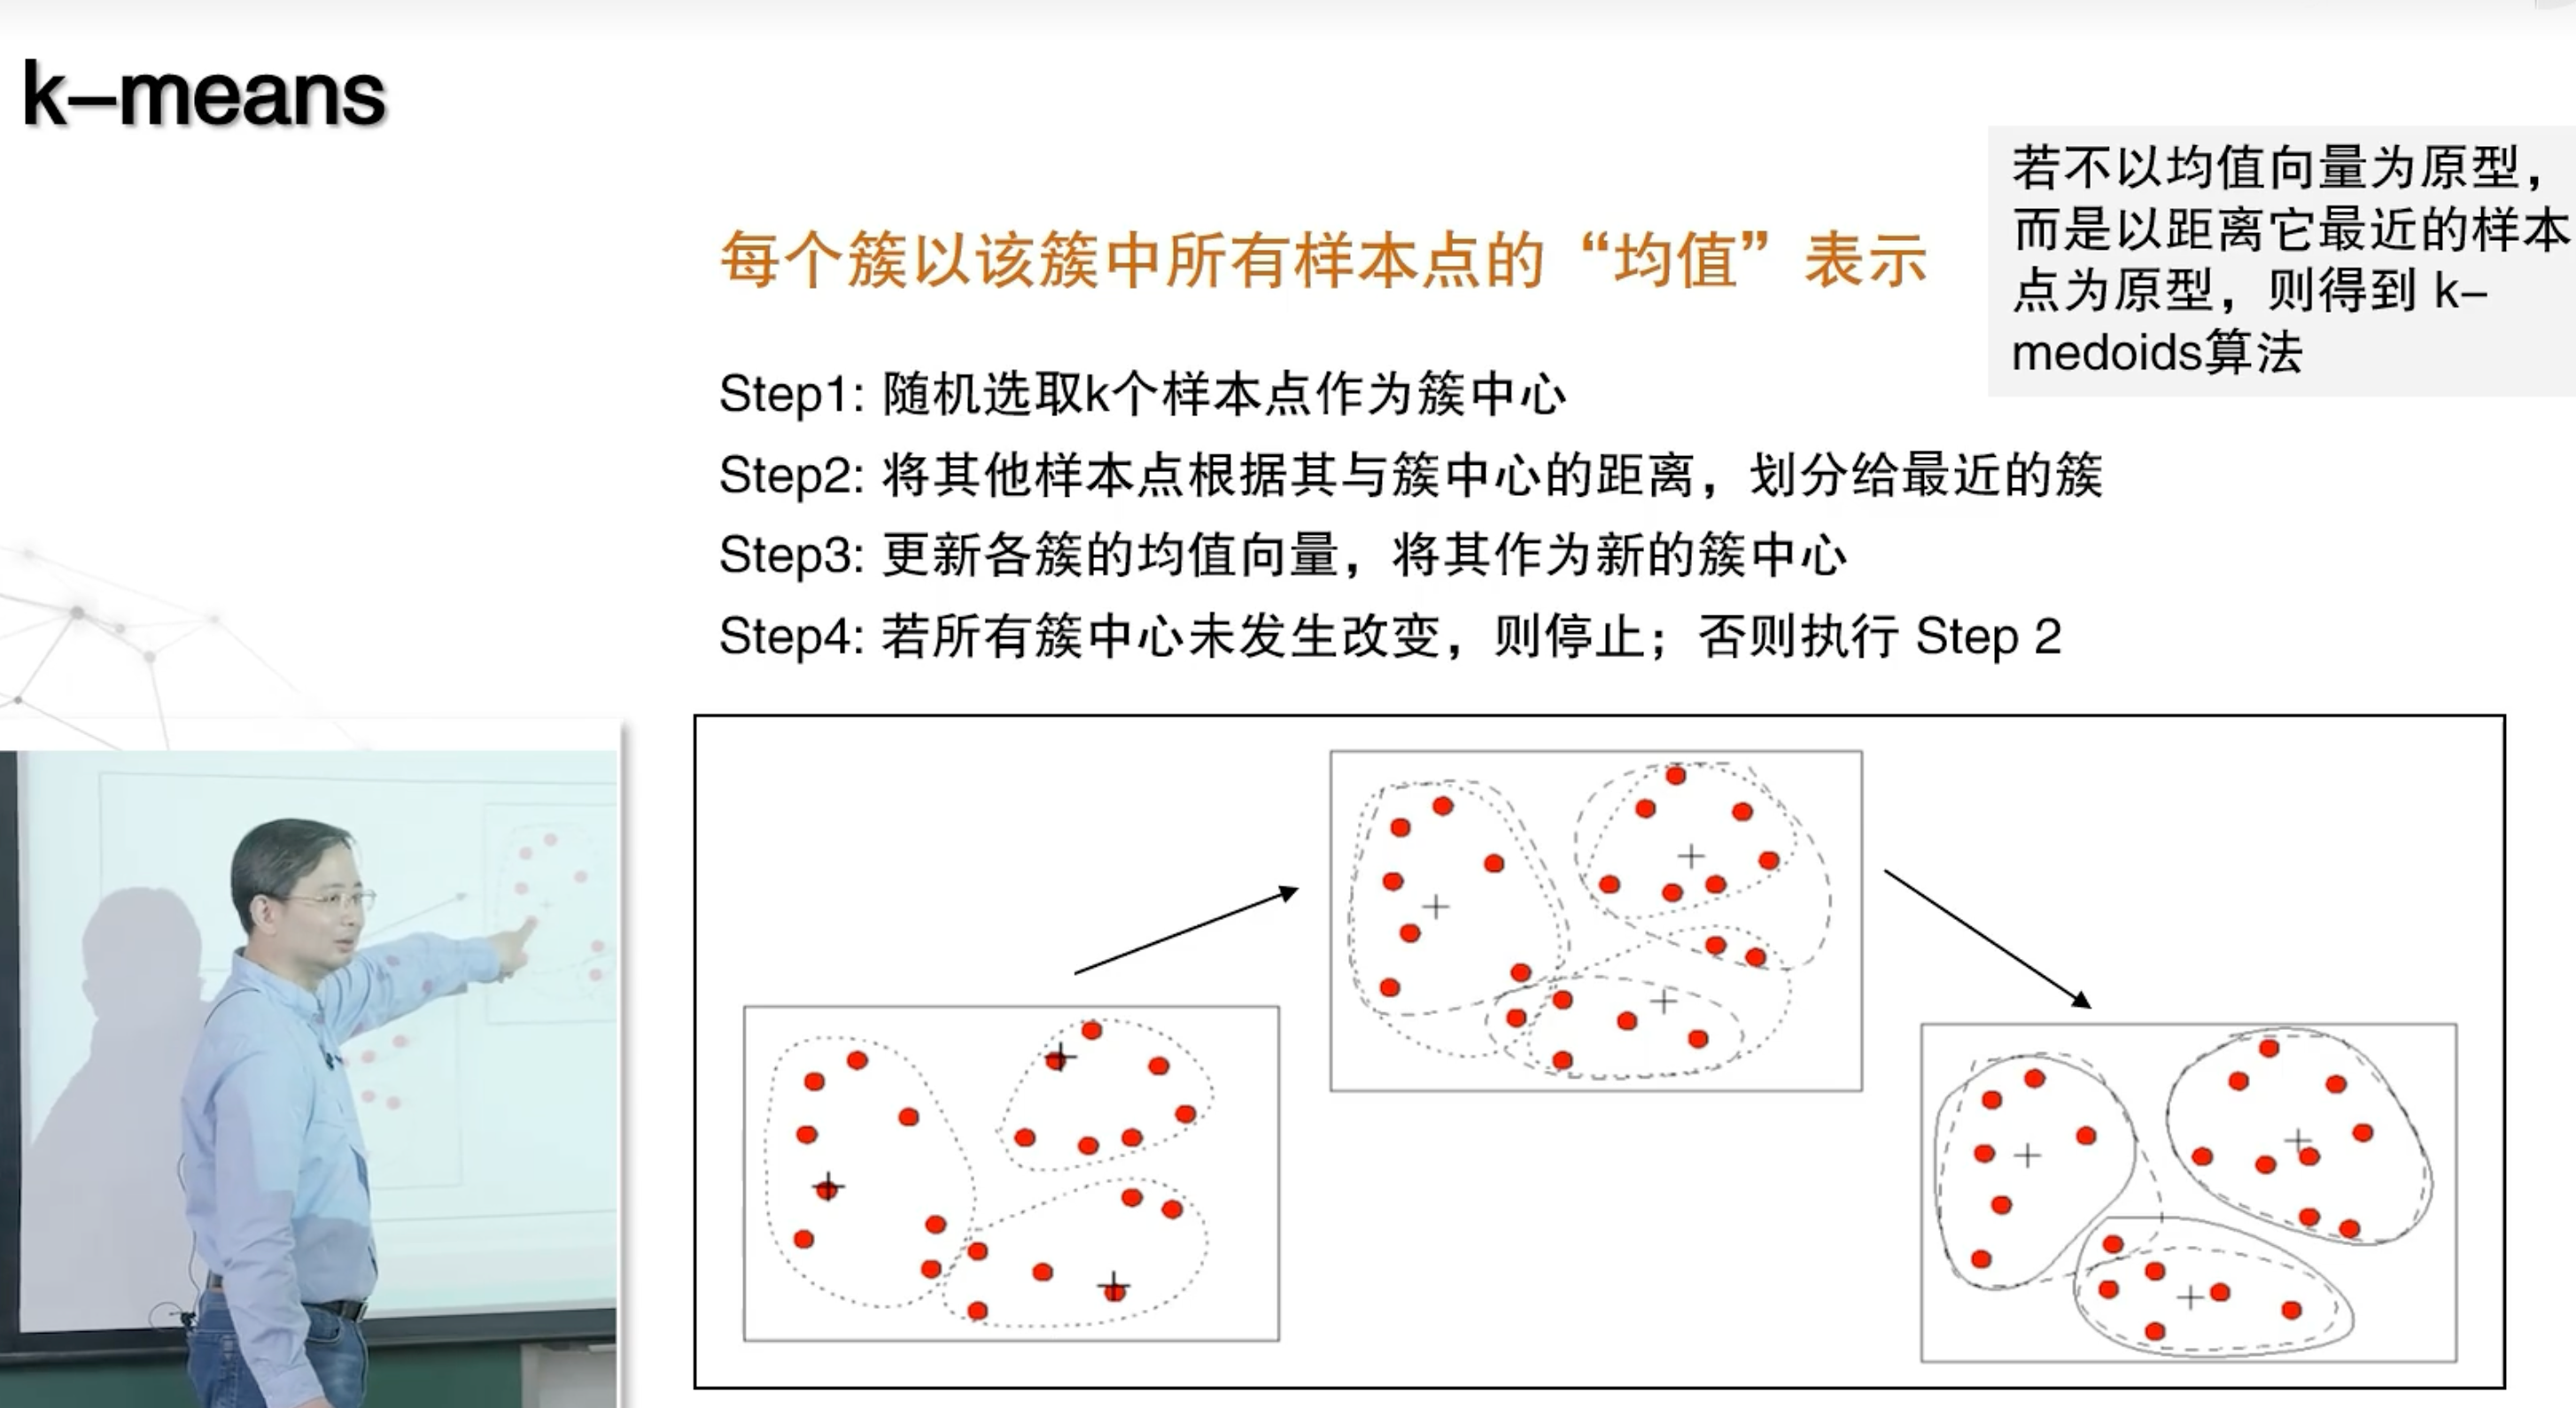 k–means
每个簇以该簇中所有样本点的“均值”表示
若不以均值向量为原型，
而是以距离它最近的样本
点为原型，则得到 k–
medoids算法
Step1: 随机选取k个样本点作为簇中心
Step2: 将其他样本点根据其与簇中心的距离，划分给最近的簇
Step3: 更新各簇的均值向量，将其作为新的簇中心
Step4: 若所有簇中心未发生改变，则停止；否则执行 Step 2